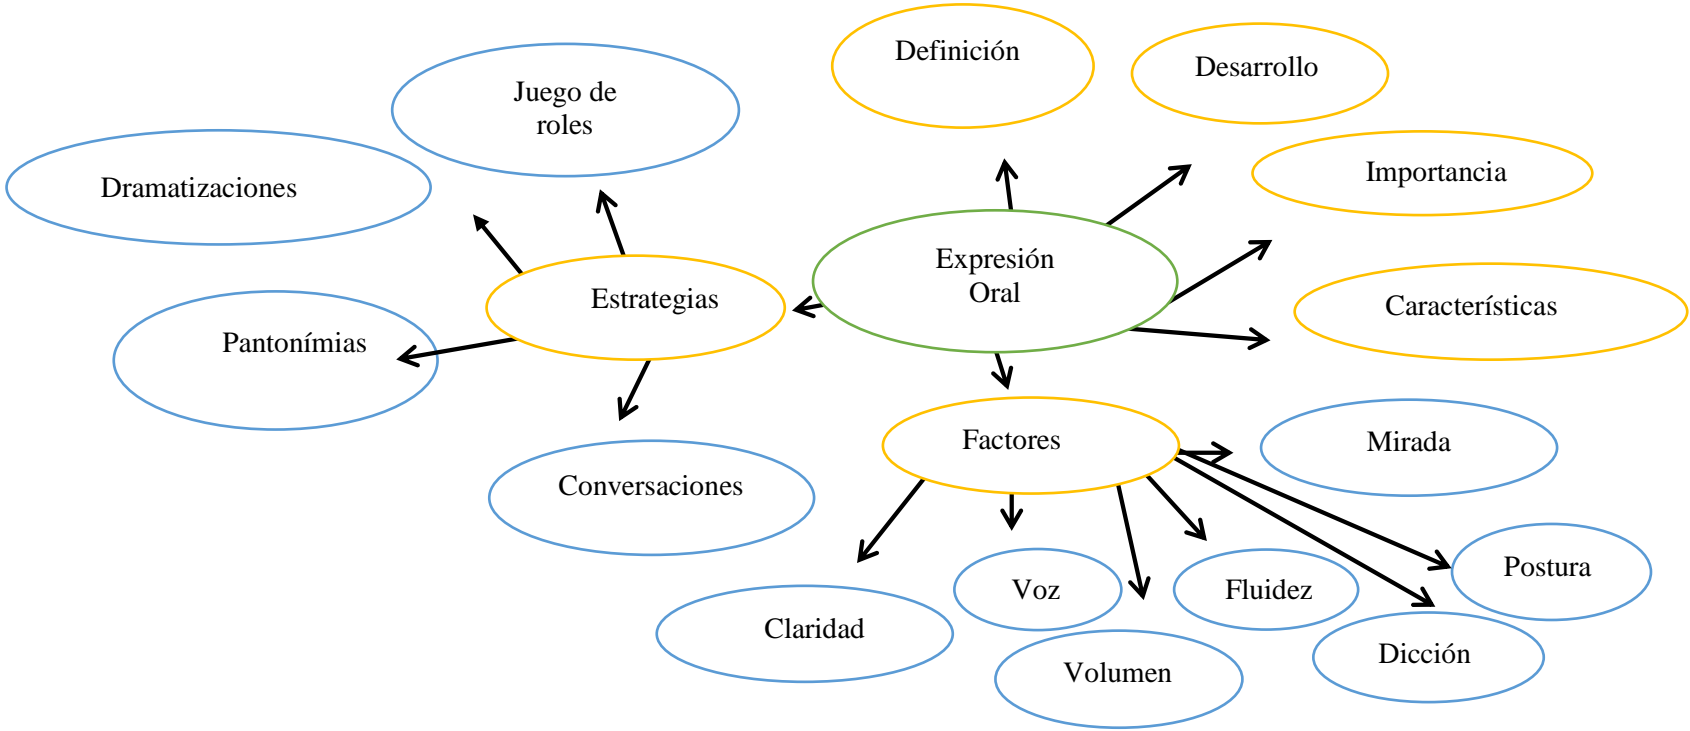 Definición
Desarrollo
Juego de
roles
Importancia
Dramatizaciones
Expresión
Oral
Estrategias
Característícas
Pantonímias
Factores
Mirada
Conversaciones
Postura
Voz
Fluidez
Claridad
Dicción
Volumen